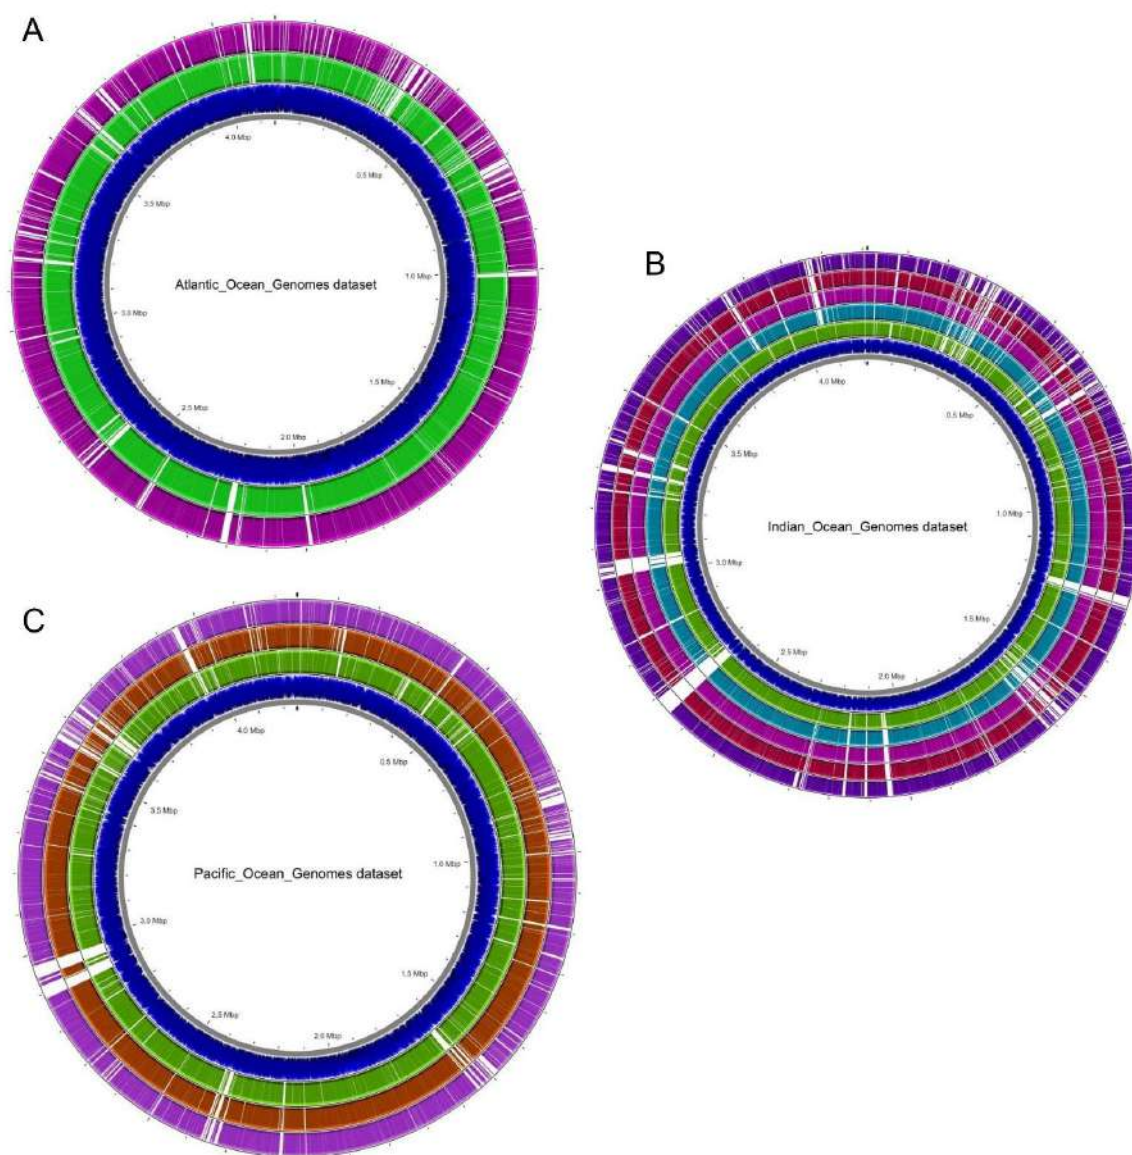 A
4.0 Mbp
0.5 Mbp
3.5 Mbp
1.0 Mbp
Atlantic_Ocean_Genomes dataset
3.0 Mbp
1.5 Mbp
2.5 Mbp
2.0 Mbp
B
4.0 Mbp
0.5 Mbp
3.5 Mbp
1.0 Mbp
Indian_Ocean_Genomes dataset
3.0 Mbp
1.5 Mbp
2.5 Mbp
2.0 Mbp
C
4.0 Mbp
0.5 Mbp
3.5 Mbp
1.0 Mbp
Pacific_Ocean_Genomes dataset
3.0 Mbp
1.5 Mbp
2.5 Mbp
2.0 Mbp